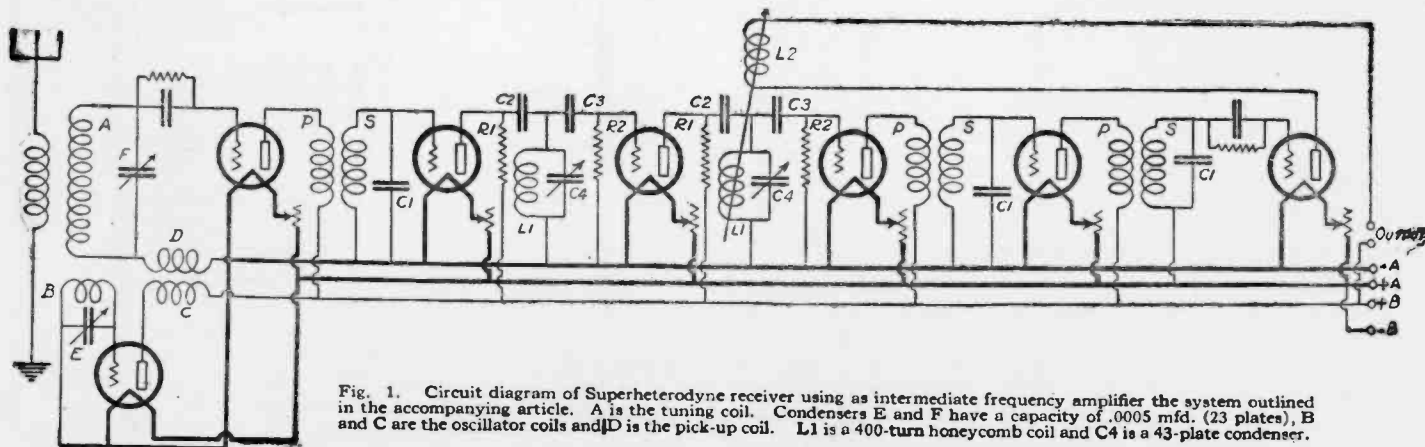 L2
A
F
P
S
C1
C2
C3
R1
R2
L1
C4
C2
C3
R1
R2
L1
C4
P
S
C1
P
S
C1
D
B
C
E
Output
-A
+A
+B
-B
Fig. 1. Circuit diagram of Superheterodyne receiver using as intermediate frequency amplifier the system outlined
in the accompanying article. A is the tuning coil. Condensers E and F have a capacity of .0005 mfd. (23 plates), B
and C are the oscillator coils and D is the pick-up coil. L1 is a 400-turn honeycomb coil and C4 is a 43-plate condenser.